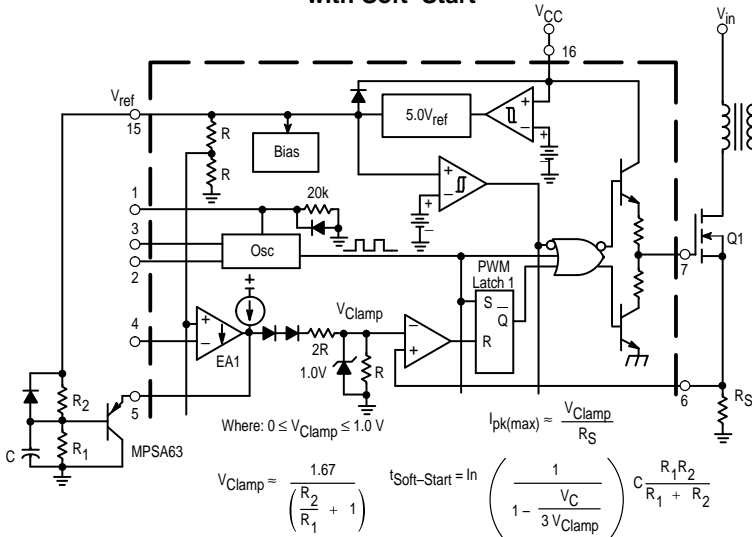 with Soft-Start
VCC
16
Vin
Vref
15
R
R
Bias
5.0Vref
+
−
+
−
+
−
+
−
1
20k
3
Osc
2
7
Q1
PWM
Latch 1
S
Q
R
+
4
+
−
EA1
VClamp
2R
1.0V
R
−
+
5
6
RS
R2
R1
C
MPSA63
Where: 0 ≤ VClamp ≤ 1.0 V
Ipk(max) ≈ VClamp / RS
VClamp ≈ 1.67 / (R2 / R1 + 1)
tSoft-Start = In (1 / (1 − VC / 3 VClamp)) C R1R2 / (R1 + R2)